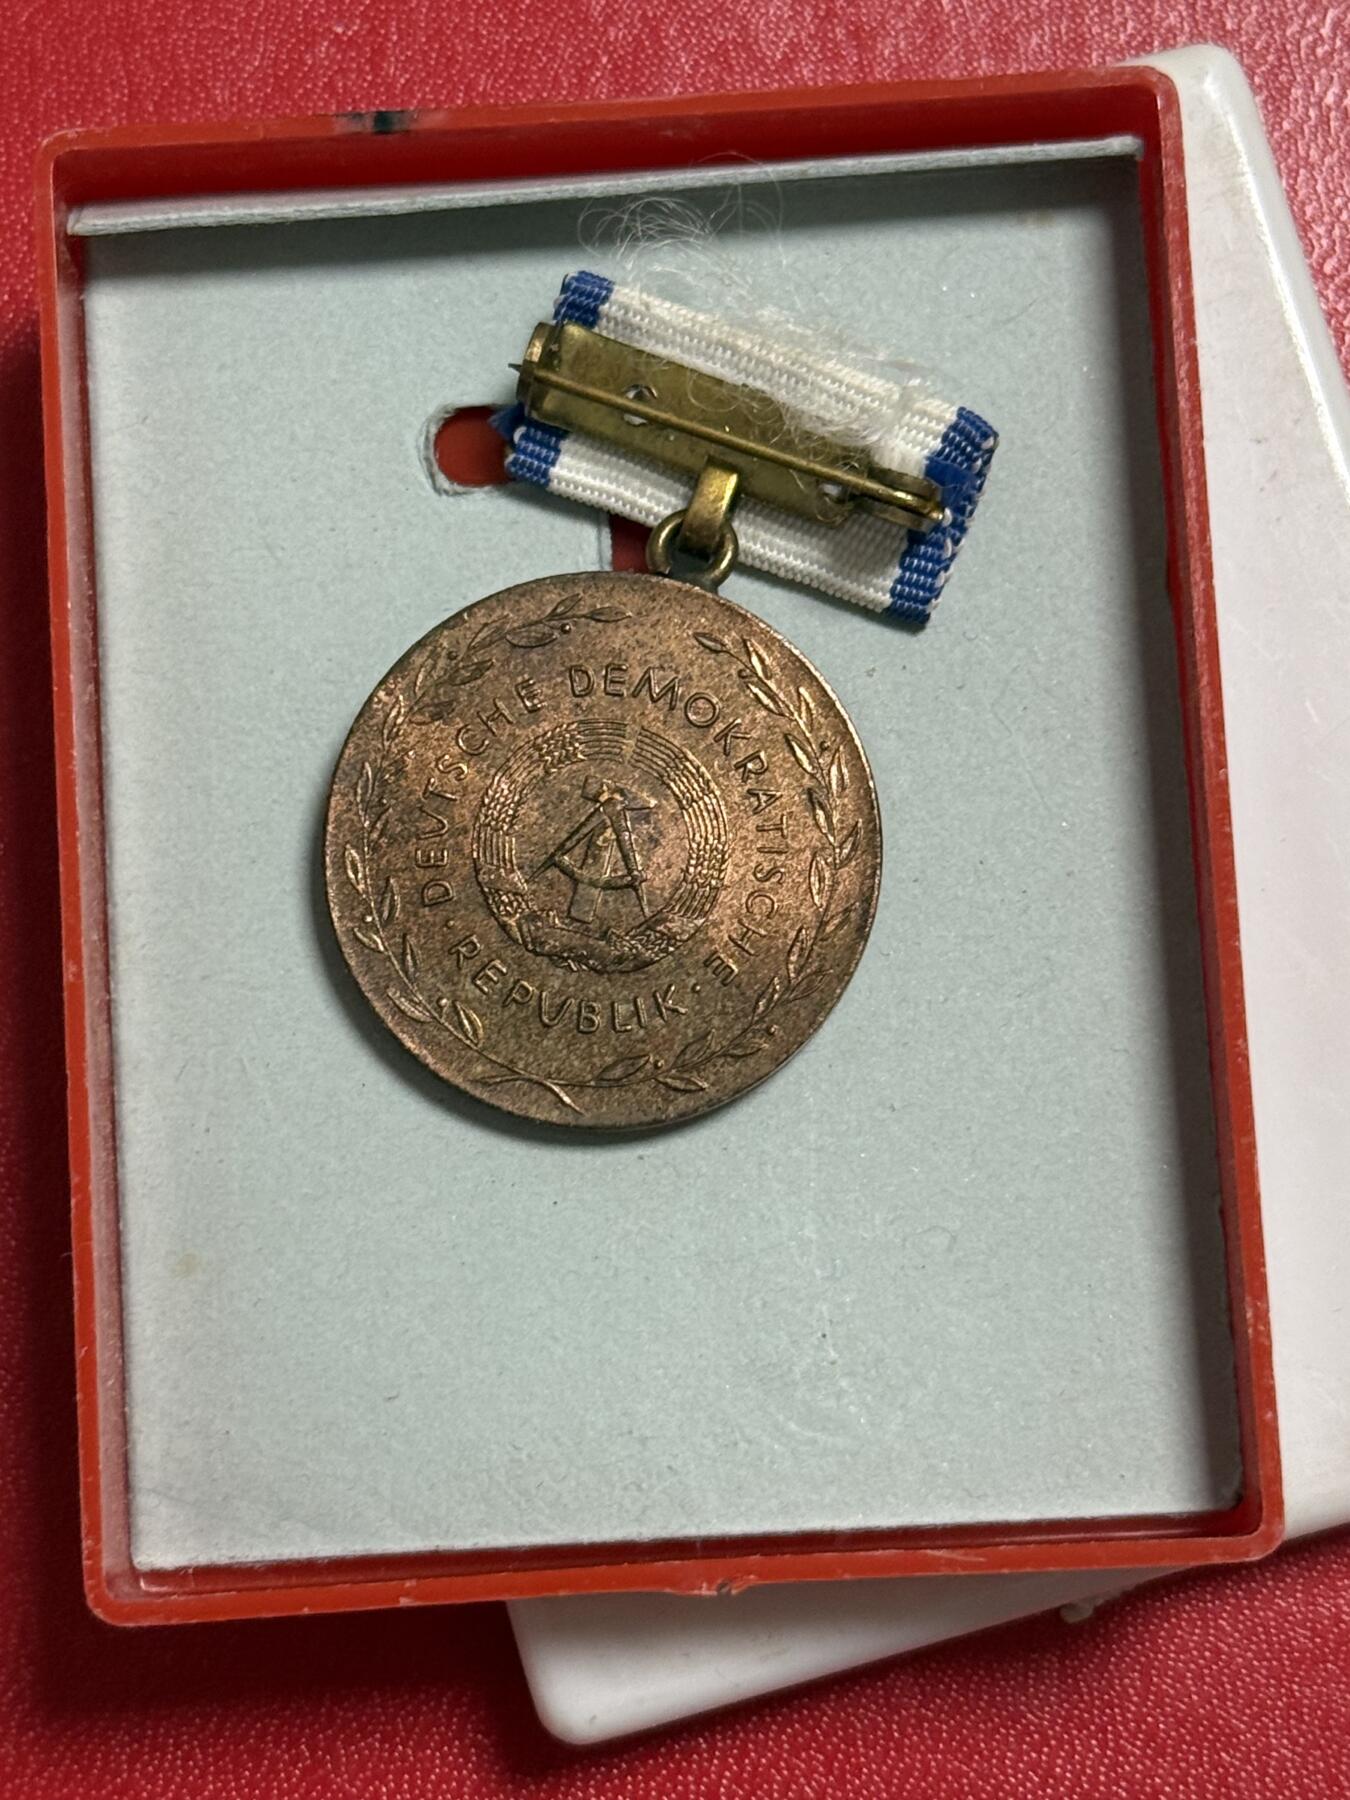 DEUTSCHE DEMOKRATISCHE
· REPUBLIK ·